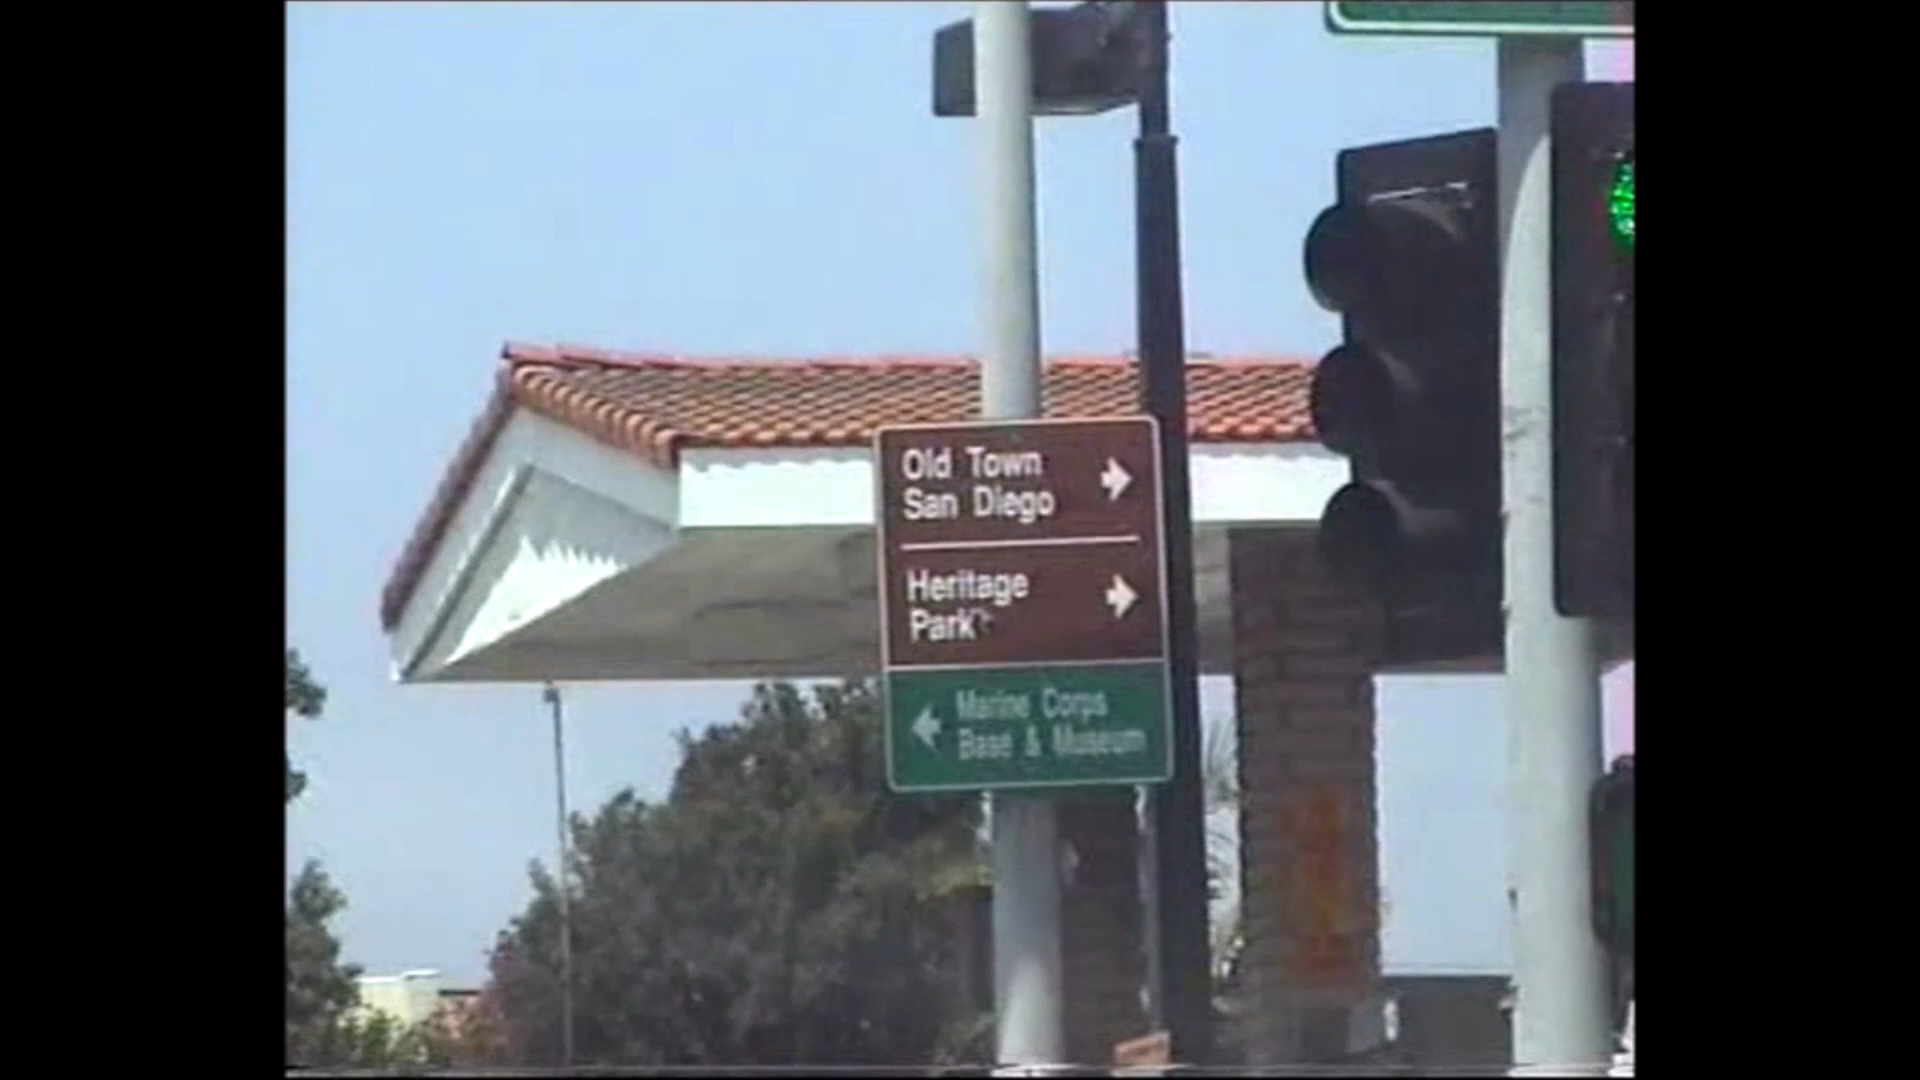 Old Town
San Diego
Heritage
Park
Marine Corps
Base & Museum